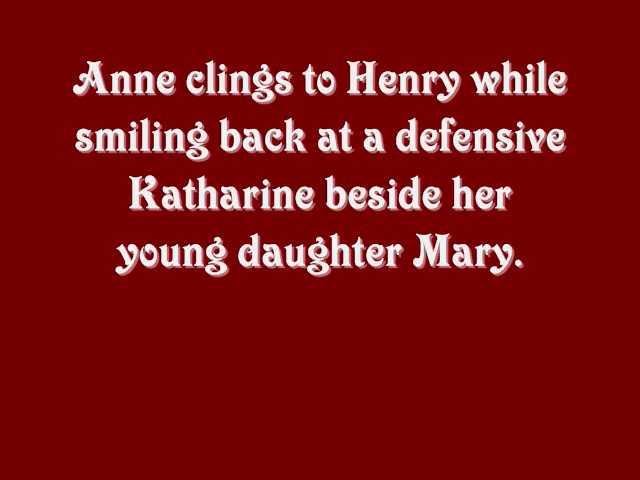 Anne clings to Henry while
smiling back at a defensive
Katharine beside her
young daughter Mary.